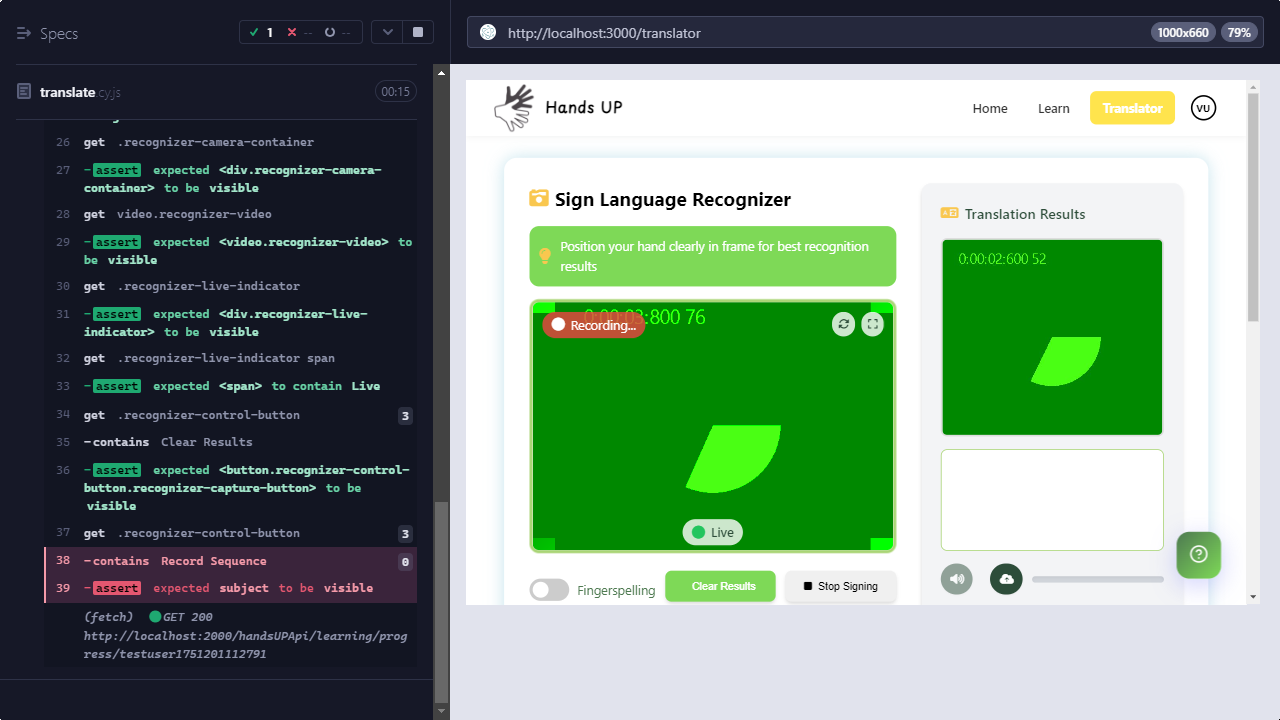 Specs
1
--
--
translate cy.js
00:15
26 get .recognizer-camera-container
27 -assert expected <div.recognizer-camera-
container> to be visible
28 get video.recognizer-video
29 -assert expected <video.recognizer-video> to
be visible
30 get .recognizer-live-indicator
31 -assert expected <div.recognizer-live-
indicator> to be visible
32 get .recognizer-live-indicator span
33 -assert expected <span> to contain Live
34 get .recognizer-control-button 3
35 -contains Clear Results
36 -assert expected <button.recognizer-control-
button.recognizer-capture-button> to be
visible
37 get .recognizer-control-button 3
38 -contains Record Sequence 0
39 -assert expected subject to be visible
(fetch) GET 200
http://localhost:2000/handsUPApi/learning/prog
ress/testuser1751201112791
http://localhost:3000/translator
1000x660
79%
Hands UP
Home
Learn
Translator
VU
Sign Language Recognizer
Position your hand clearly in frame for best recognition
results
0:00:03:800 76
Recording...
Live
Fingerspelling
Clear Results
Stop Signing
Translation Results
0:00:02:600 52